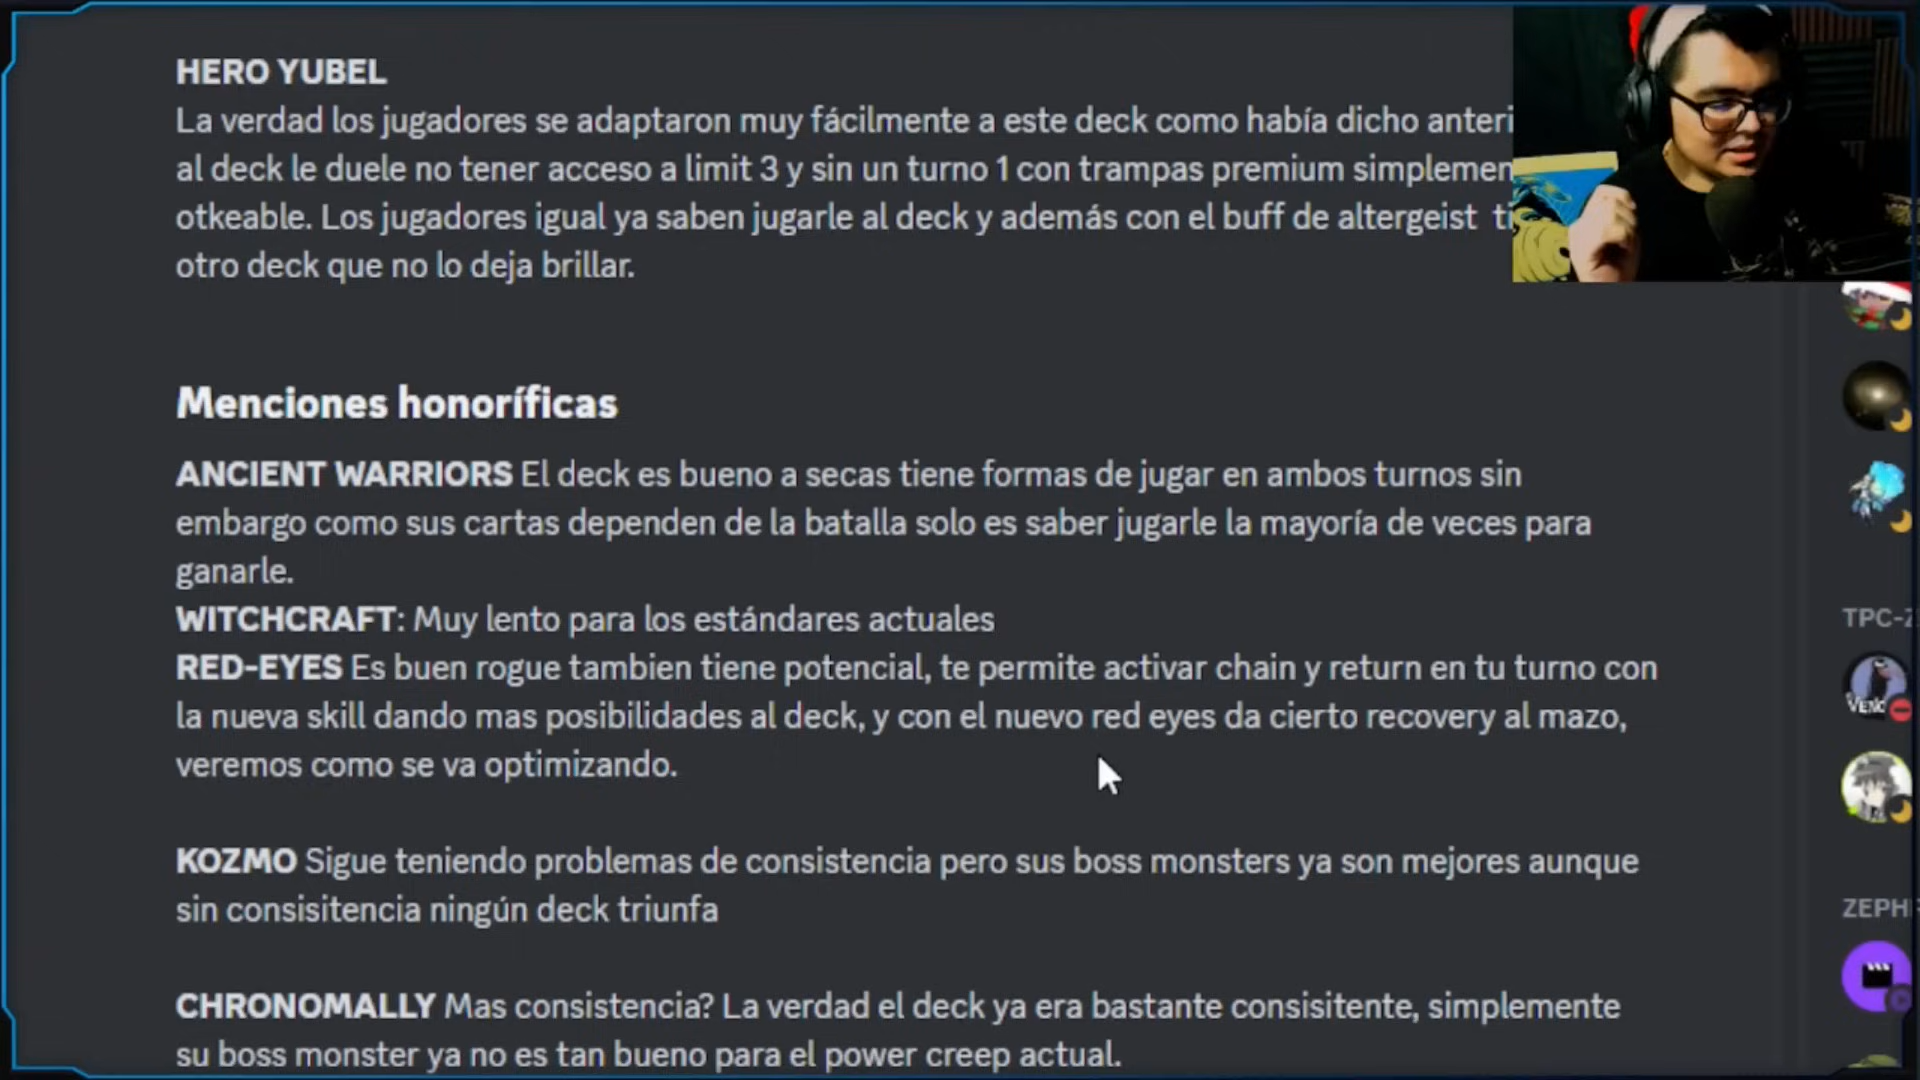 HERO YUBEL
La verdad los jugadores se adaptaron muy fácilmente a este deck como había dicho
al deck le duele no tener acceso a limit 3 y sin un turno 1 con trampas premium
otkeable. Los jugadores igual ya saben jugarle al deck y además con el buff de altergeist
otro deck que no lo deja brillar.
Menciones honoríficas
ANCIENT WARRIORS El deck es bueno a secas tiene formas de jugar en ambos turnos sin
embargo como sus cartas dependen de la batalla solo es saber jugarle la mayoría de veces para
ganarle.
WITCHCRAFT: Muy lento para los estándares actuales
RED-EYES Es buen rogue tambien tiene potencial, te permite activar chain y return en tu turno con
la nueva skill dando mas posibilidades al deck, y con el nuevo red eyes da cierto recovery al mazo,
veremos como se va optimizando.
KOZMO Sigue teniendo problemas de consistencia pero sus boss monsters ya son mejores aunque
sin consisitencia ningún deck triunfa
CHRONOMALLY Mas consistencia? La verdad el deck ya era bastante consisitente, simplemente
su boss monster ya no es tan bueno para el power creep actual.